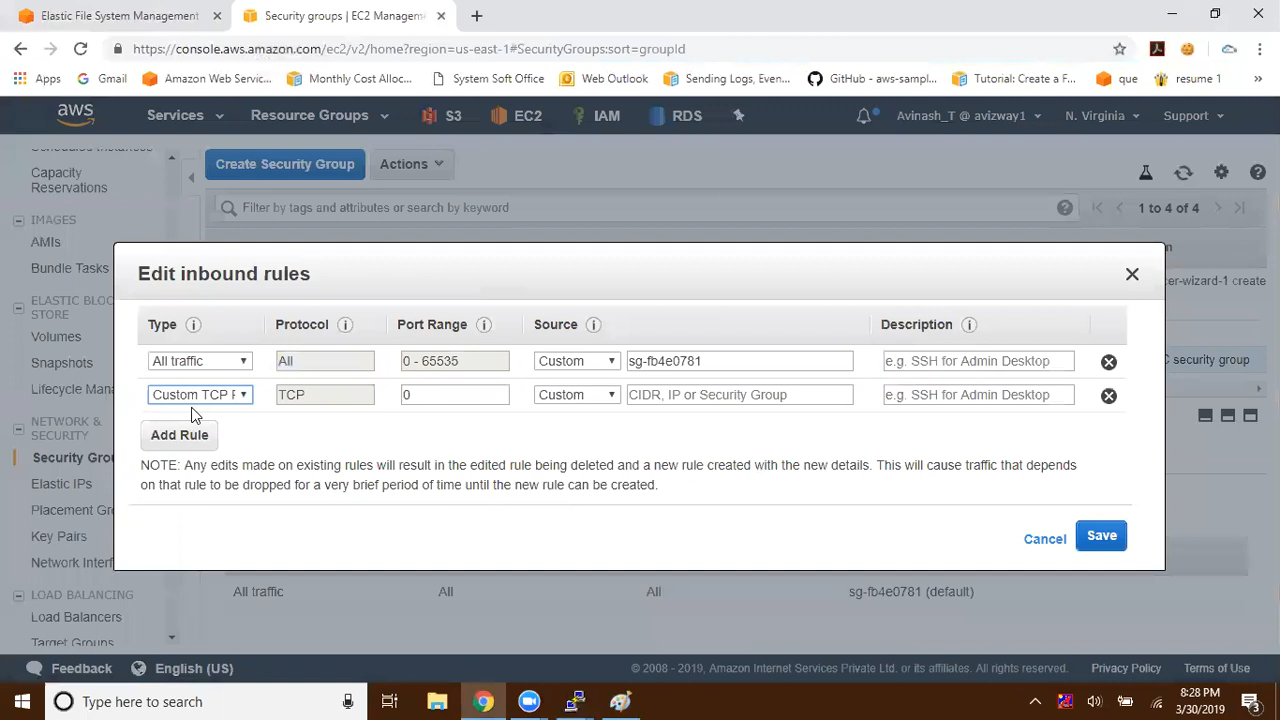 Elastic File System Management
Security groups | EC2 Managem
https://console.aws.amazon.com/ec2/v2/home?region=us-east-1#SecurityGroups:sort=groupId
Apps Gmail Amazon Web Servic... Monthly Cost Alloc... System Soft Office Web Outlook Sending Logs, Even... GitHub - aws-sampl... Tutorial: Create a F... que resume 1 »
aws Services Resource Groups S3 EC2 IAM RDS Avinash_T @ avizway1 N. Virginia Support
Capacity
Reservations
IMAGES
AMIs
Bundle Tasks
ELASTIC BLOC
STORE
Volumes
Snapshots
Lifecycle Mana
NETWORK &
SECURITY
Security Grou
Elastic IPs
Placement Gr
Key Pairs
Network Interf
LOAD BALANCING
Load Balancers
Target Groups
Create Security Group Actions
Filter by tags and attributes or search by keyword
1 to 4 of 4
on
cer-wizard-1 create
C security group
Edit inbound rules
Type Protocol Port Range Source Description
All traffic All 0 - 65535 Custom sg-fb4e0781 e.g. SSH for Admin Desktop
Custom TCP F TCP 0 Custom CIDR, IP or Security Group e.g. SSH for Admin Desktop
Add Rule
NOTE: Any edits made on existing rules will result in the edited rule being deleted and a new rule created with the new details. This will cause traffic that depends
on that rule to be dropped for a very brief period of time until the new rule can be created.
Cancel Save
All traffic All All sg-fb4e0781 (default)
Feedback English (US) © 2008 - 2019, Amazon Internet Services Private Ltd. or its affiliates. All rights reserved. Privacy Policy Terms of Use
Type here to search
8:28 PM
3/30/2019
3